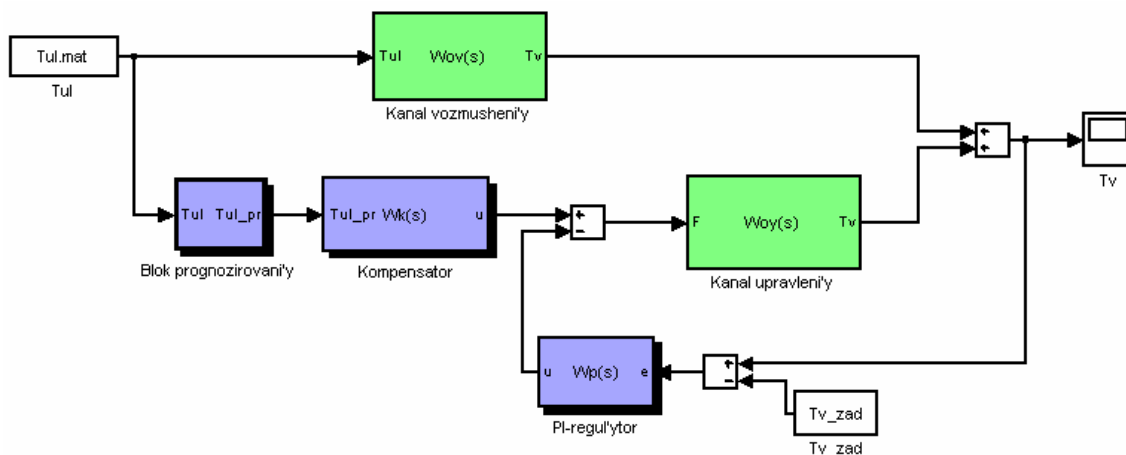 Tul.mat
Tul
Tul Wov(s) Tv
Kanal vozmusheni'y
Tul Tul_pr
Blok prognozirovani'y
Tul_pr Wk(s) u
Kompensator
+
−
F Woy(s) Tv
Kanal upravleni'y
+
+
Tv
u Wp(s) e
PI-regul'ytor
+
−
Tv_zad
Tv_zad